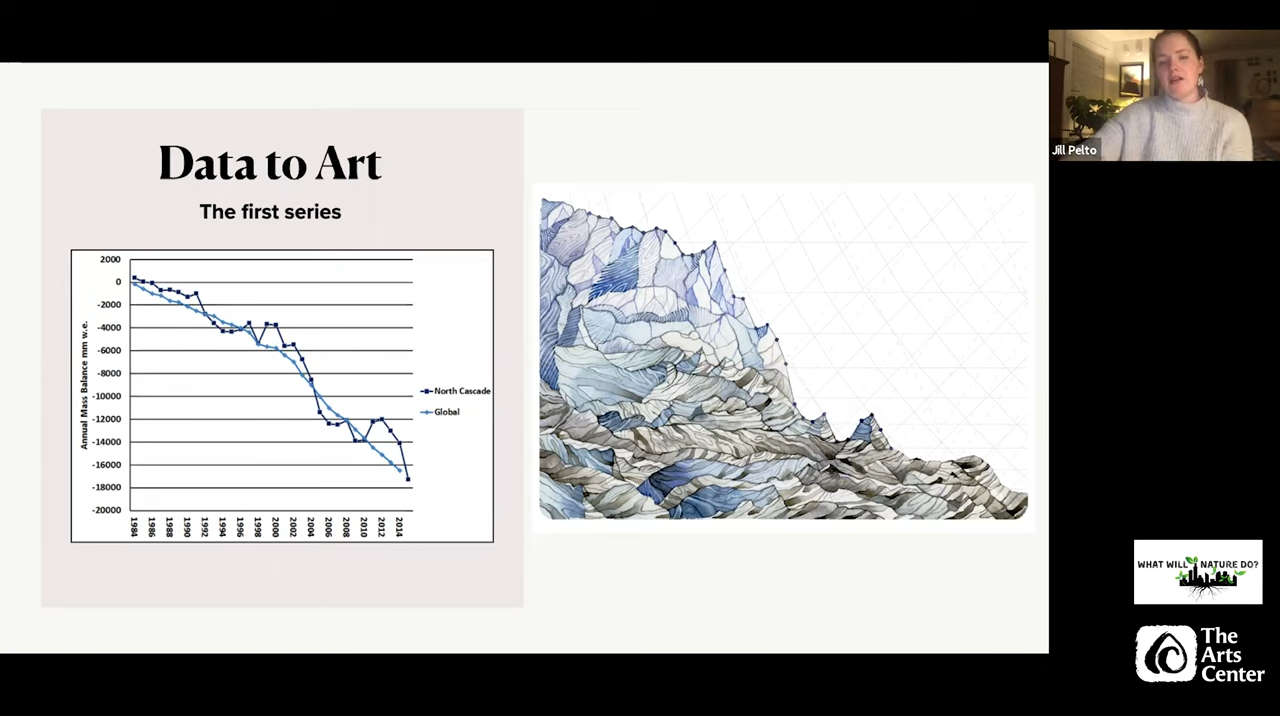 Data to Art
The first series
Annual Mass Balance mm w.e.
2000
0
-2000
-4000
-6000
-8000
-10000
-12000
-14000
-16000
-18000
-20000
1984
1986
1988
1990
1992
1994
1996
1998
2000
2002
2004
2006
2008
2010
2012
2014
North Cascade
Global
Jill Pelto
WHAT WILL NATURE DO?
The
Arts
Center